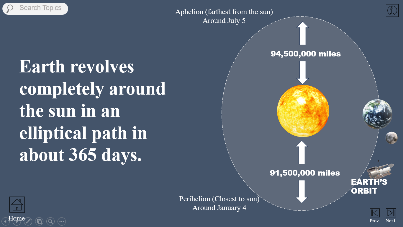 Search Topics
Aphelion (farthest from the sun)
Around July 5
94,500,000 miles
Earth revolves
completely around
the sun in an
elliptical path in
about 365 days.
91,500,000 miles
EARTH'S
ORBIT
Perihelion (Closest to sun)
Around January 4
Home
Prev
Next